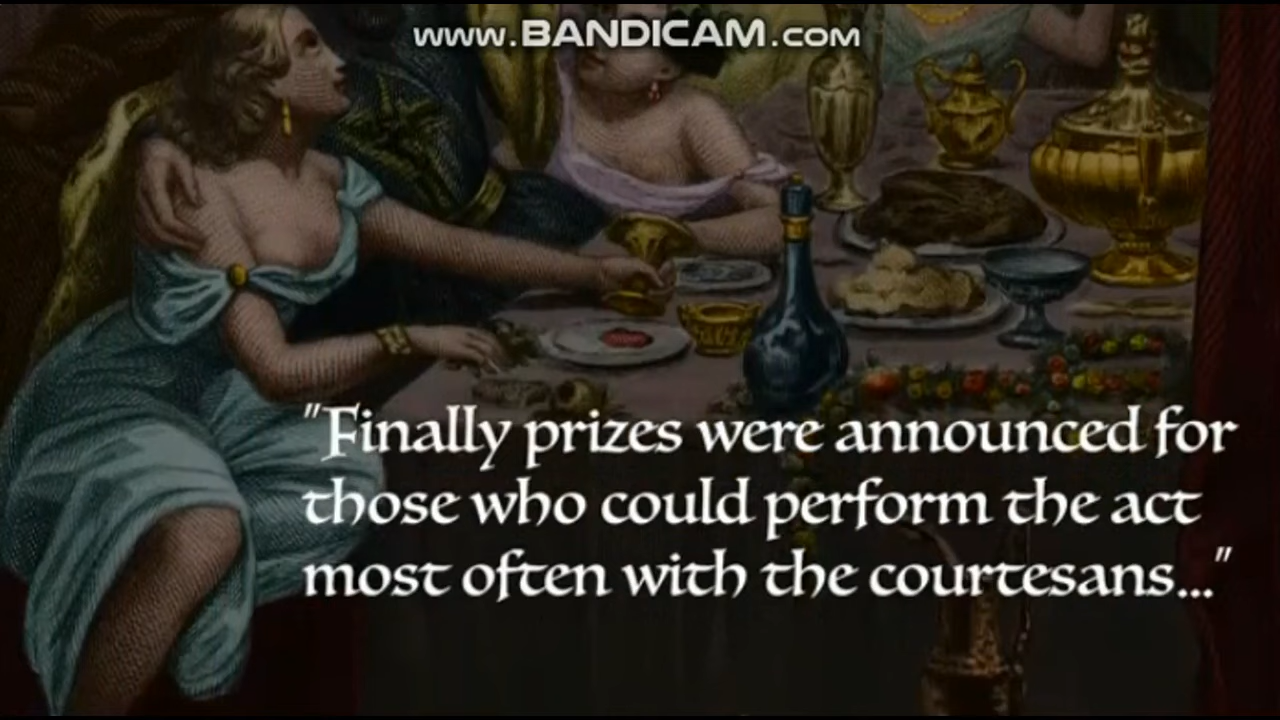 www.BANDICAM.com
"Finally prizes were announced for
those who could perform the act
most often with the courtesans..."